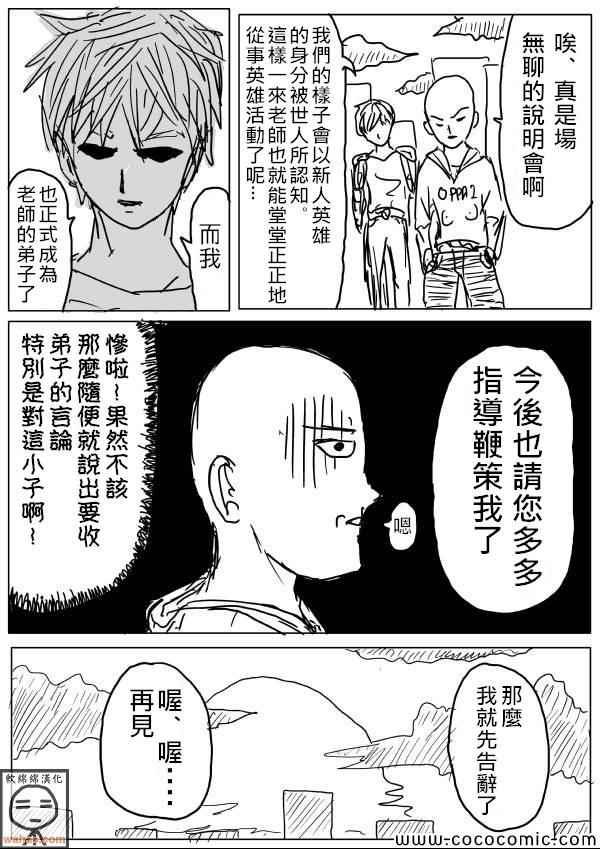 唉、真是場
無聊的說明會啊
OPPA2
我們的樣子會以新人英雄
的身分被世人所認知。
這樣一來老師也就能堂堂正正地
從事英雄活動了呢…
而我
也正式成為
老師的弟子了
今後也請您多多
指導鞭策我了
嗯
慘啦~果然不該
那麼隨便就說出要收
弟子的言論
特別是對這小子啊~
那麼
我就先告辭了
喔、喔‥‥
再見
軟綿綿漢化
www.cococomic.com